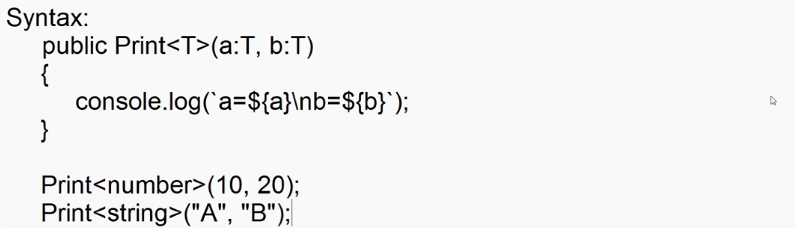 Syntax:
public Print<T>(a:T, b:T)
{
console.log(`a=${a}\nb=${b}`);
}
Print<number>(10, 20);
Print<string>("A", "B");